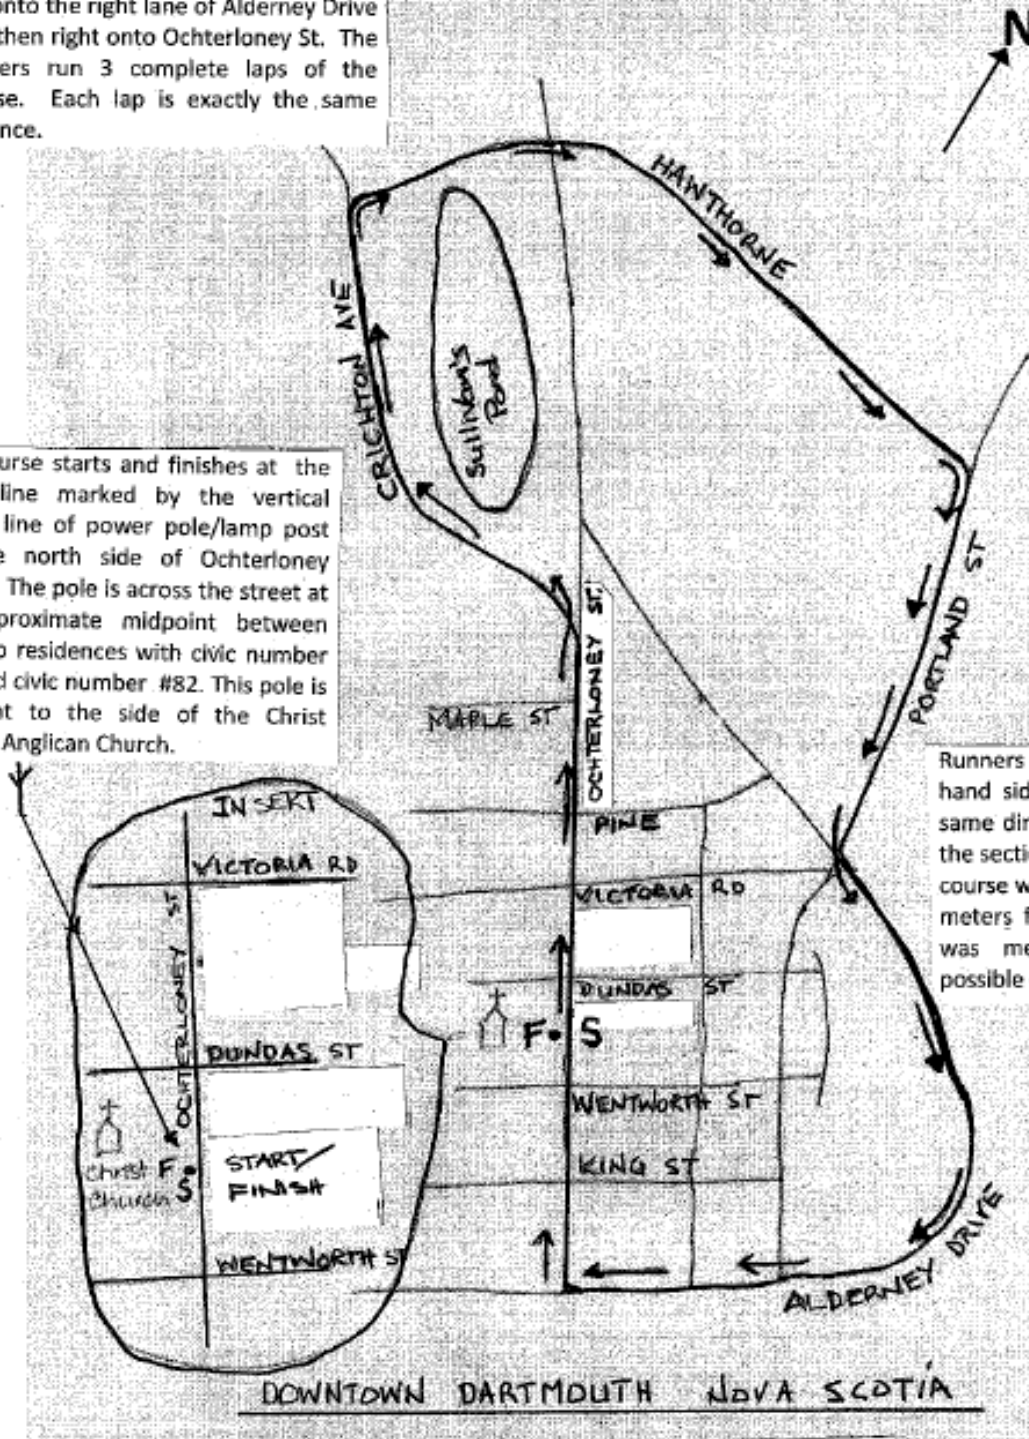 onto the right lane of Alderney Drive
then right onto Ochterloney St. The
ers run 3 complete laps of the
se. Each lap is exactly the same
nce.
N
HAWTHORNE
CRICHTON AVE
Sullivan's
Pond
urse starts and finishes at the
line marked by the vertical
line of power pole/lamp post
e north side of Ochterloney
The pole is across the street at
proximate midpoint between
o residences with civic number
d civic number #82. This pole is
nt to the side of the Christ
Anglican Church.
PORTLAND ST
OCHTERLONEY ST.
MAPLE ST
PINE
Runners
hand sid
same dir
the secti
course w
meters f
was me
possible
VICTORIA RD
DUNDAS ST
F. S
WENTWORTH ST
KING ST
ALDERNEY DRIVE
INSERT
VICTORIA RD
OCHTERLONEY ST
DUNDAS ST
Christ F.
Church S
START/
FINISH
WENTWORTH ST
DOWNTOWN DARTMOUTH NOVA SCOTIA